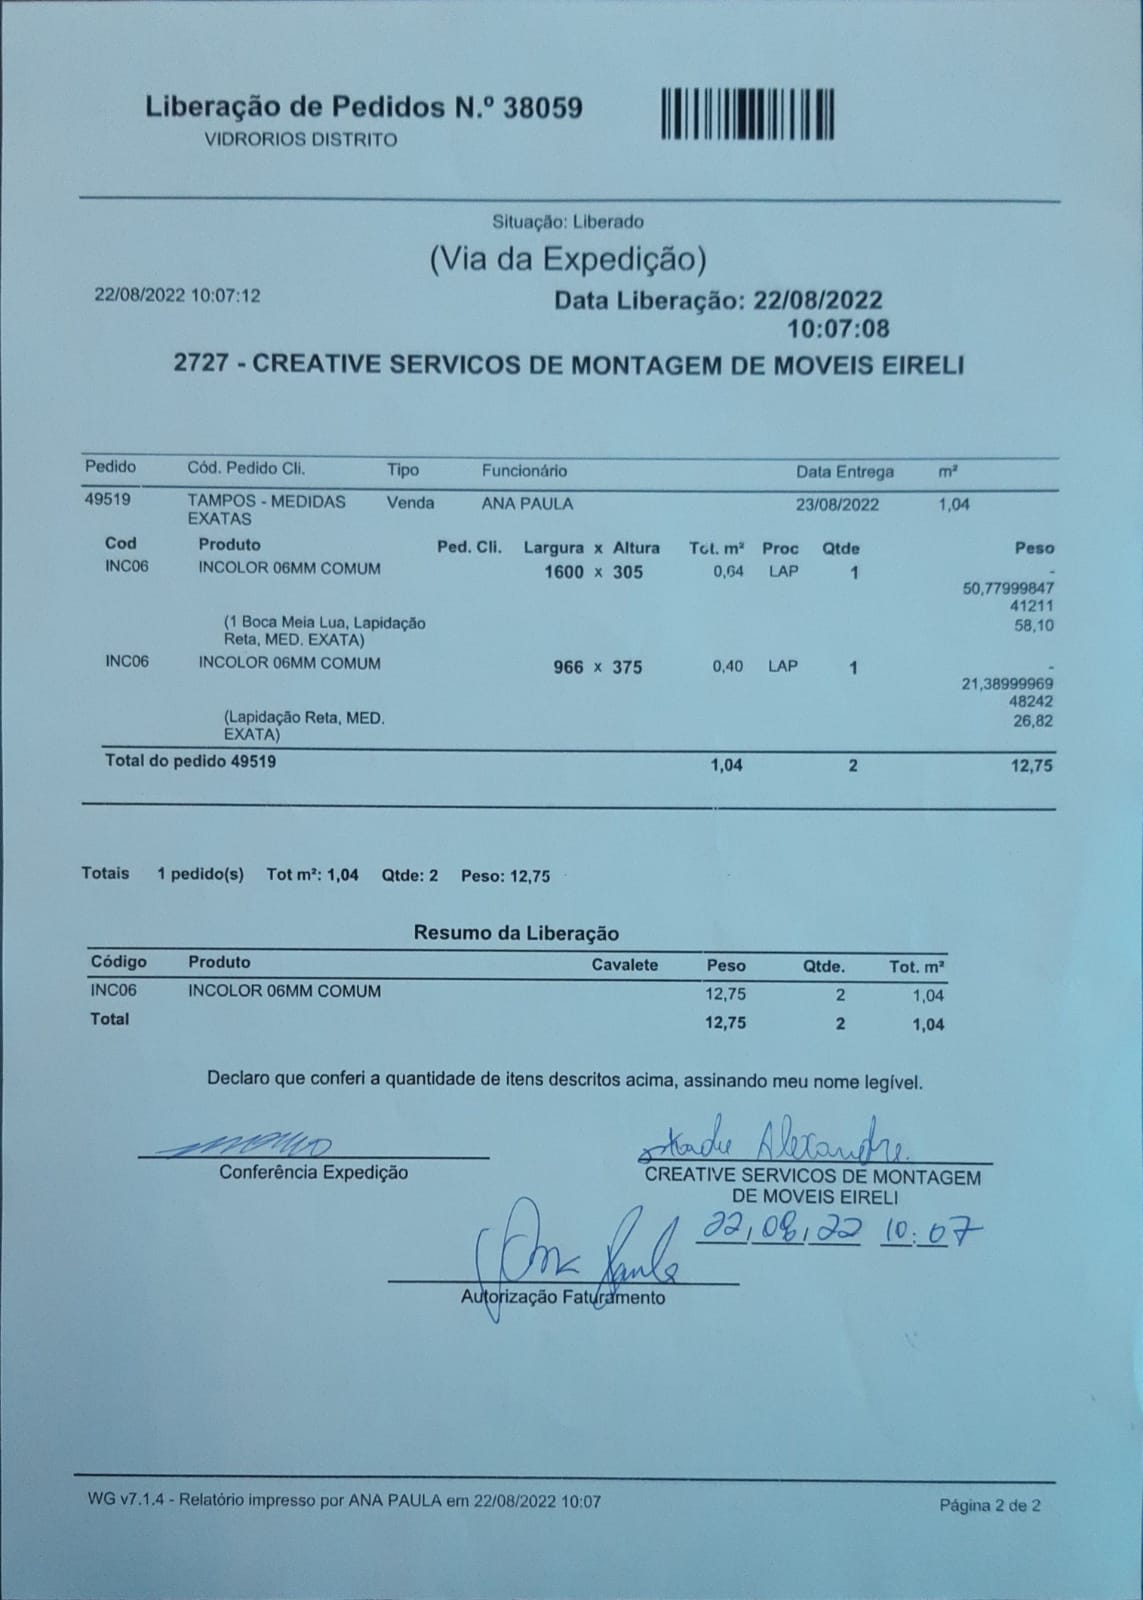 Liberação de Pedidos N.º 38059
VIDRORIOS DISTRITO
Situação: Liberado
(Via da Expedição)
22/08/2022 10:07:12
Data Liberação: 22/08/2022
10:07:08
2727 - CREATIVE SERVICOS DE MONTAGEM DE MOVEIS EIRELI
Pedido Cód. Pedido Cli. Tipo Funcionário Data Entrega m²
49519 TAMPOS - MEDIDAS Venda ANA PAULA 23/08/2022 1,04
EXATAS
Cod Produto Ped. Cli. Largura x Altura Tot. m² Proc Qtde Peso
INC06 INCOLOR 06MM COMUM 1600 x 305 0,64 LAP 1 -
50,77999847
41211
(1 Boca Meia Lua, Lapidação 58,10
Reta, MED. EXATA)
INC06 INCOLOR 06MM COMUM 966 x 375 0,40 LAP 1 -
21,38999969
48242
(Lapidação Reta, MED. 26,82
EXATA)
Total do pedido 49519 1,04 2 12,75
Totais 1 pedido(s) Tot m²: 1,04 Qtde: 2 Peso: 12,75
Resumo da Liberação
Código Produto Cavalete Peso Qtde. Tot. m²
INC06 INCOLOR 06MM COMUM 12,75 2 1,04
Total 12,75 2 1,04
Declaro que conferi a quantidade de itens descritos acima, assinando meu nome legível.
Alexandre.
Conferência Expedição
CREATIVE SERVICOS DE MONTAGEM
DE MOVEIS EIRELI
22,08,22 10:07
Ana Paula
Autorização Faturamento
WG v7.1.4 - Relatório impresso por ANA PAULA em 22/08/2022 10:07
Página 2 de 2